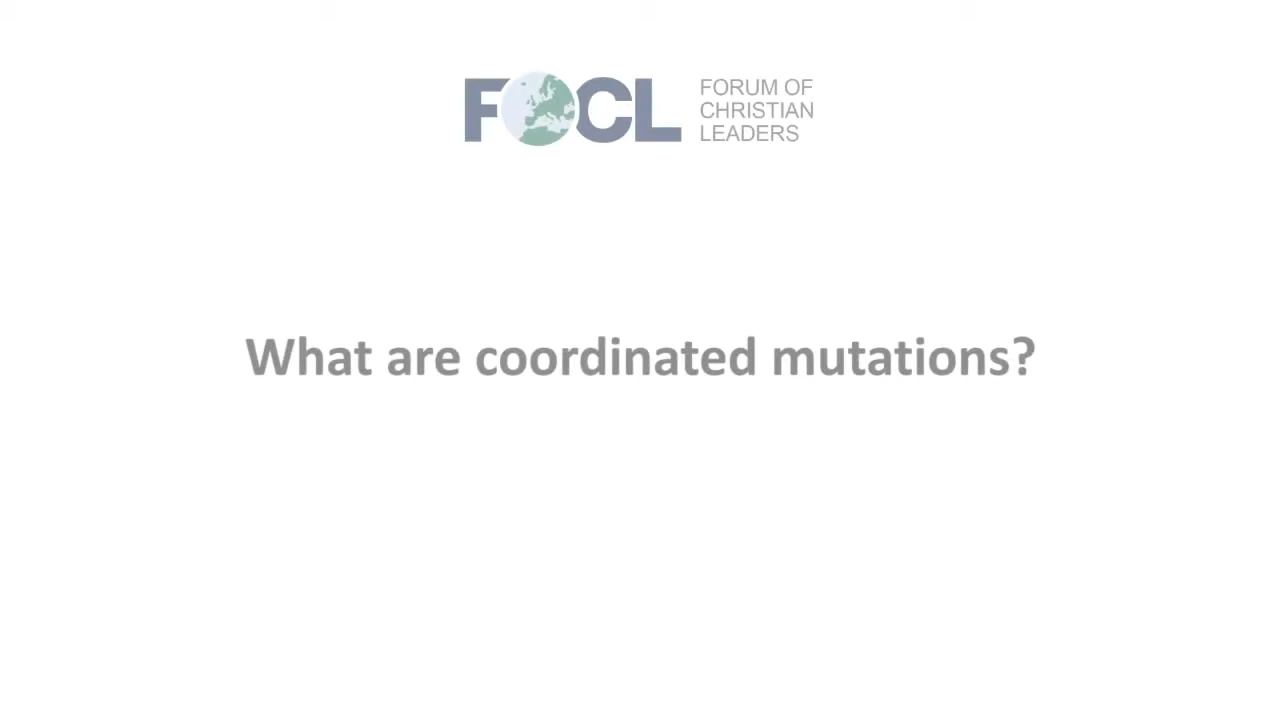 FOCL
FORUM OF
CHRISTIAN
LEADERS
What are coordinated mutations?